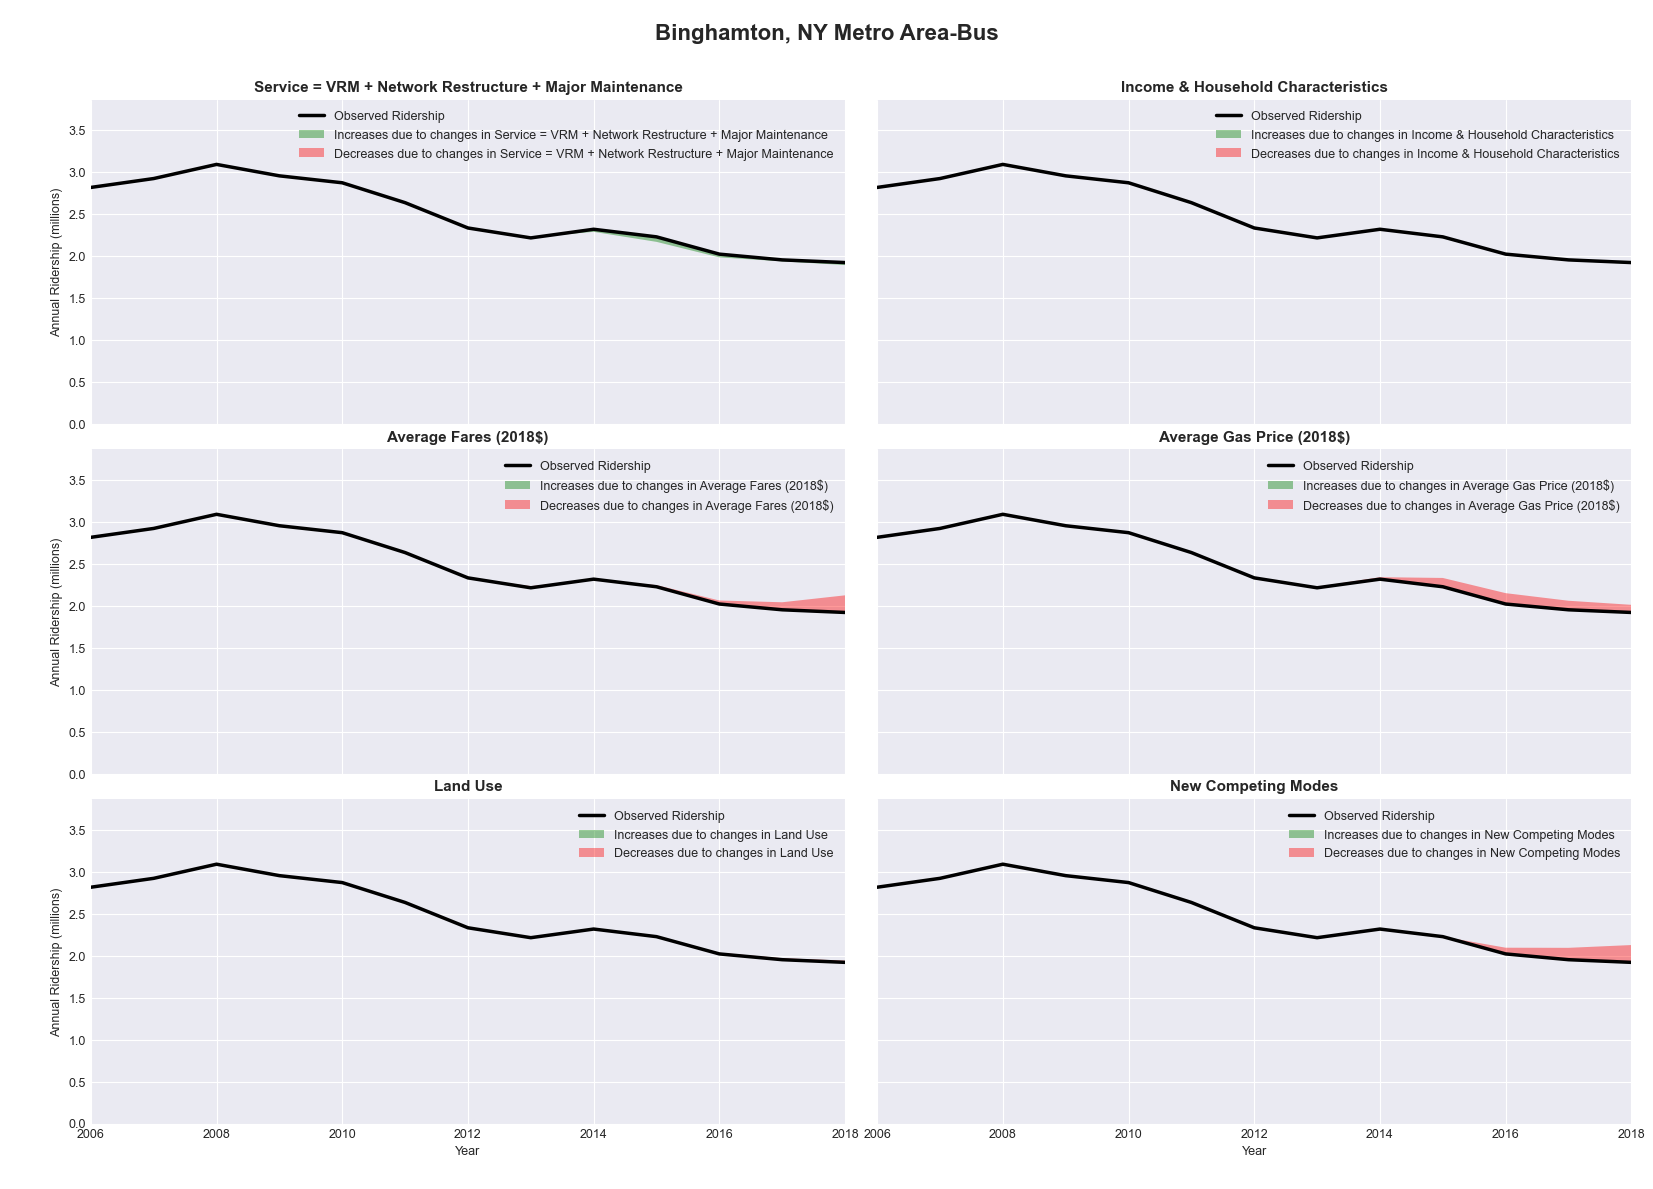 Binghamton, NY Metro Area-Bus
Service = VRM + Network Restructure + Major Maintenance
Observed Ridership
Increases due to changes in Service = VRM + Network Restructure + Major Maintenance
Decreases due to changes in Service = VRM + Network Restructure + Major Maintenance
Annual Ridership (millions)
3.5
3.0
2.5
2.0
1.5
1.0
0.5
0.0
Income & Household Characteristics
Observed Ridership
Increases due to changes in Income & Household Characteristics
Decreases due to changes in Income & Household Characteristics
Average Fares (2018$)
Observed Ridership
Increases due to changes in Average Fares (2018$)
Decreases due to changes in Average Fares (2018$)
Annual Ridership (millions)
3.5
3.0
2.5
2.0
1.5
1.0
0.5
0.0
Average Gas Price (2018$)
Observed Ridership
Increases due to changes in Average Gas Price (2018$)
Decreases due to changes in Average Gas Price (2018$)
Land Use
Observed Ridership
Increases due to changes in Land Use
Decreases due to changes in Land Use
Annual Ridership (millions)
3.5
3.0
2.5
2.0
1.5
1.0
0.5
0.0
2006 2008 2010 2012 2014 2016 2018
Year
New Competing Modes
Observed Ridership
Increases due to changes in New Competing Modes
Decreases due to changes in New Competing Modes
2006 2008 2010 2012 2014 2016 2018
Year